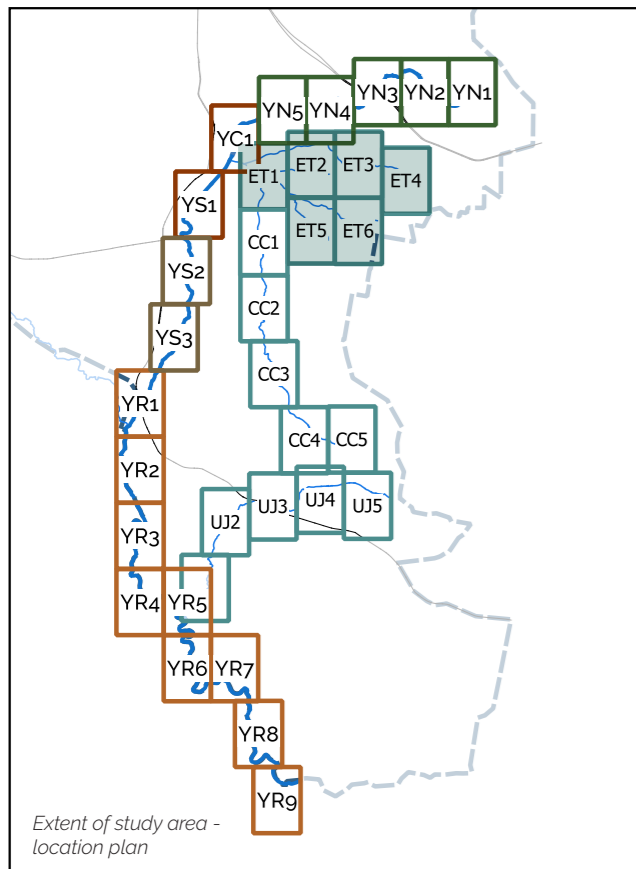 YN5
YN4
YN3
YN2
YN1
YC1
ET1
ET2
ET3
ET4
YS1
ET5
ET6
CC1
YS2
CC2
YS3
CC3
YR1
CC4
CC5
YR2
UJ2
UJ3
UJ4
UJ5
YR3
YR4
YR5
YR6
YR7
YR8
YR9
Extent of study area -
location plan